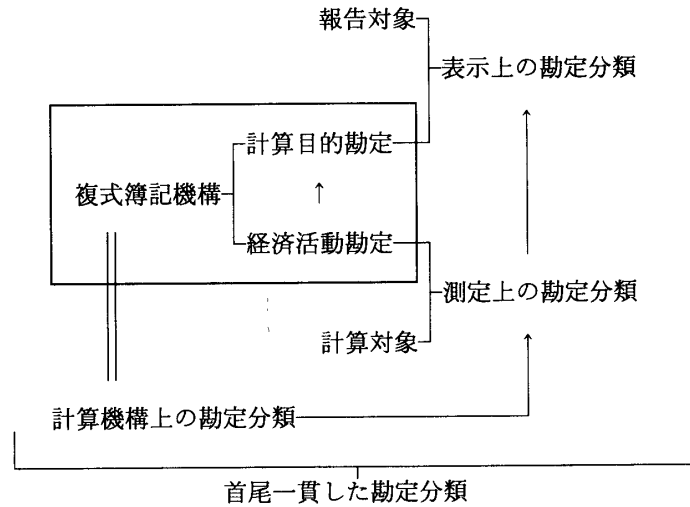 報告対象
表示上の勘定分類
計算目的勘定
複式簿記機構
↑
経済活動勘定
測定上の勘定分類
計算対象
計算機構上の勘定分類
首尾一貫した勘定分類